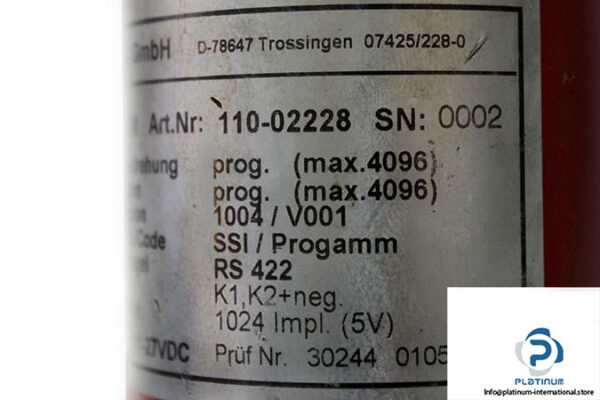 GmbH D-78647 Trossingen 07425/228-0
Art.Nr: 110-02228 SN: 0002
prog. (max.4096)
prog. (max.4096)
1004 / V001
Code SSI / Progamm
RS 422
K1,K2+neg.
1024 Impl. (5V)
27VDC Prüf Nr. 30244 0105
PLATINUM
Info@platinum-international.store